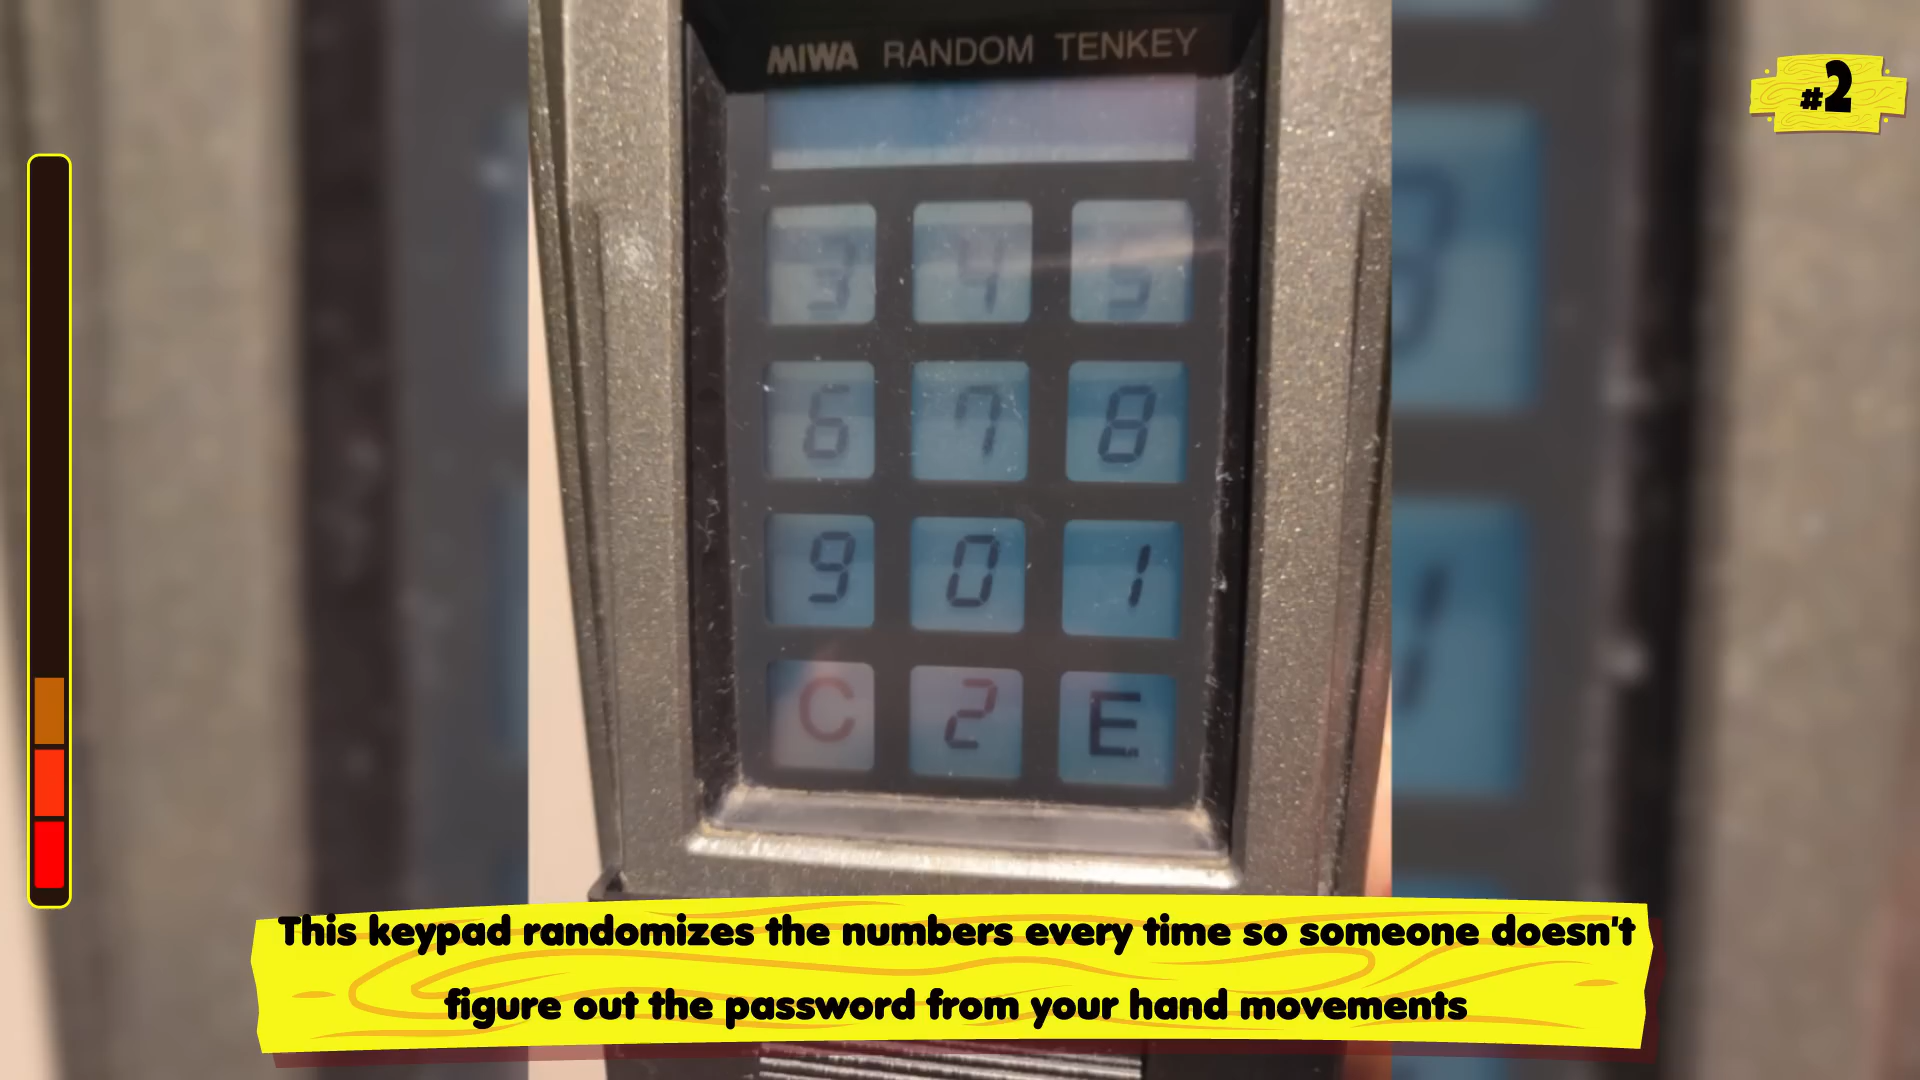 MIWA RANDOM TENKEY
#2
3 4 5
6 7 8
9 0 1
C 2 E
This keypad randomizes the numbers every time so someone doesn't
figure out the password from your hand movements